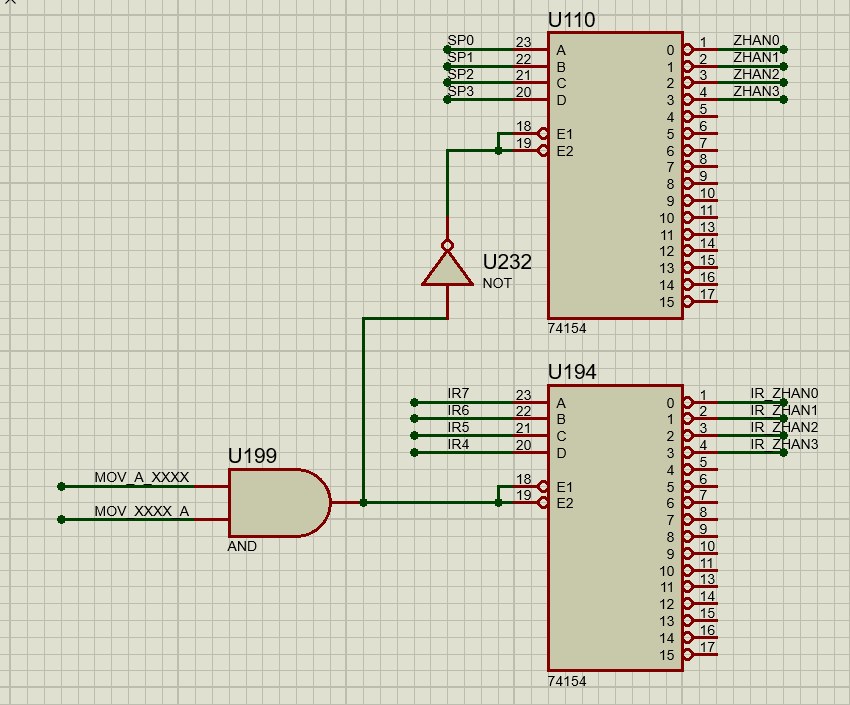 U110
SP0 23 A 0 1 ZHAN0
SP1 22 B 1 2 ZHAN1
SP2 21 C 2 3 ZHAN2
SP3 20 D 3 4 ZHAN3
4 5
18 E1 5 6
19 E2 6 7
7 8
8 9
9 10
10 11
11 13
12 14
13 15
14 16
15 17
74154
U232
NOT
U194
IR7 23 A 0 1 IR_ZHAN0
IR6 22 B 1 2 IR_ZHAN1
IR5 21 C 2 3 IR_ZHAN2
IR4 20 D 3 4 IR_ZHAN3
4 5
18 E1 5 6
19 E2 6 7
7 8
8 9
9 10
10 11
11 13
12 14
13 15
14 16
15 17
74154
U199
MOV_A_XXXX
MOV_XXXX_A
AND